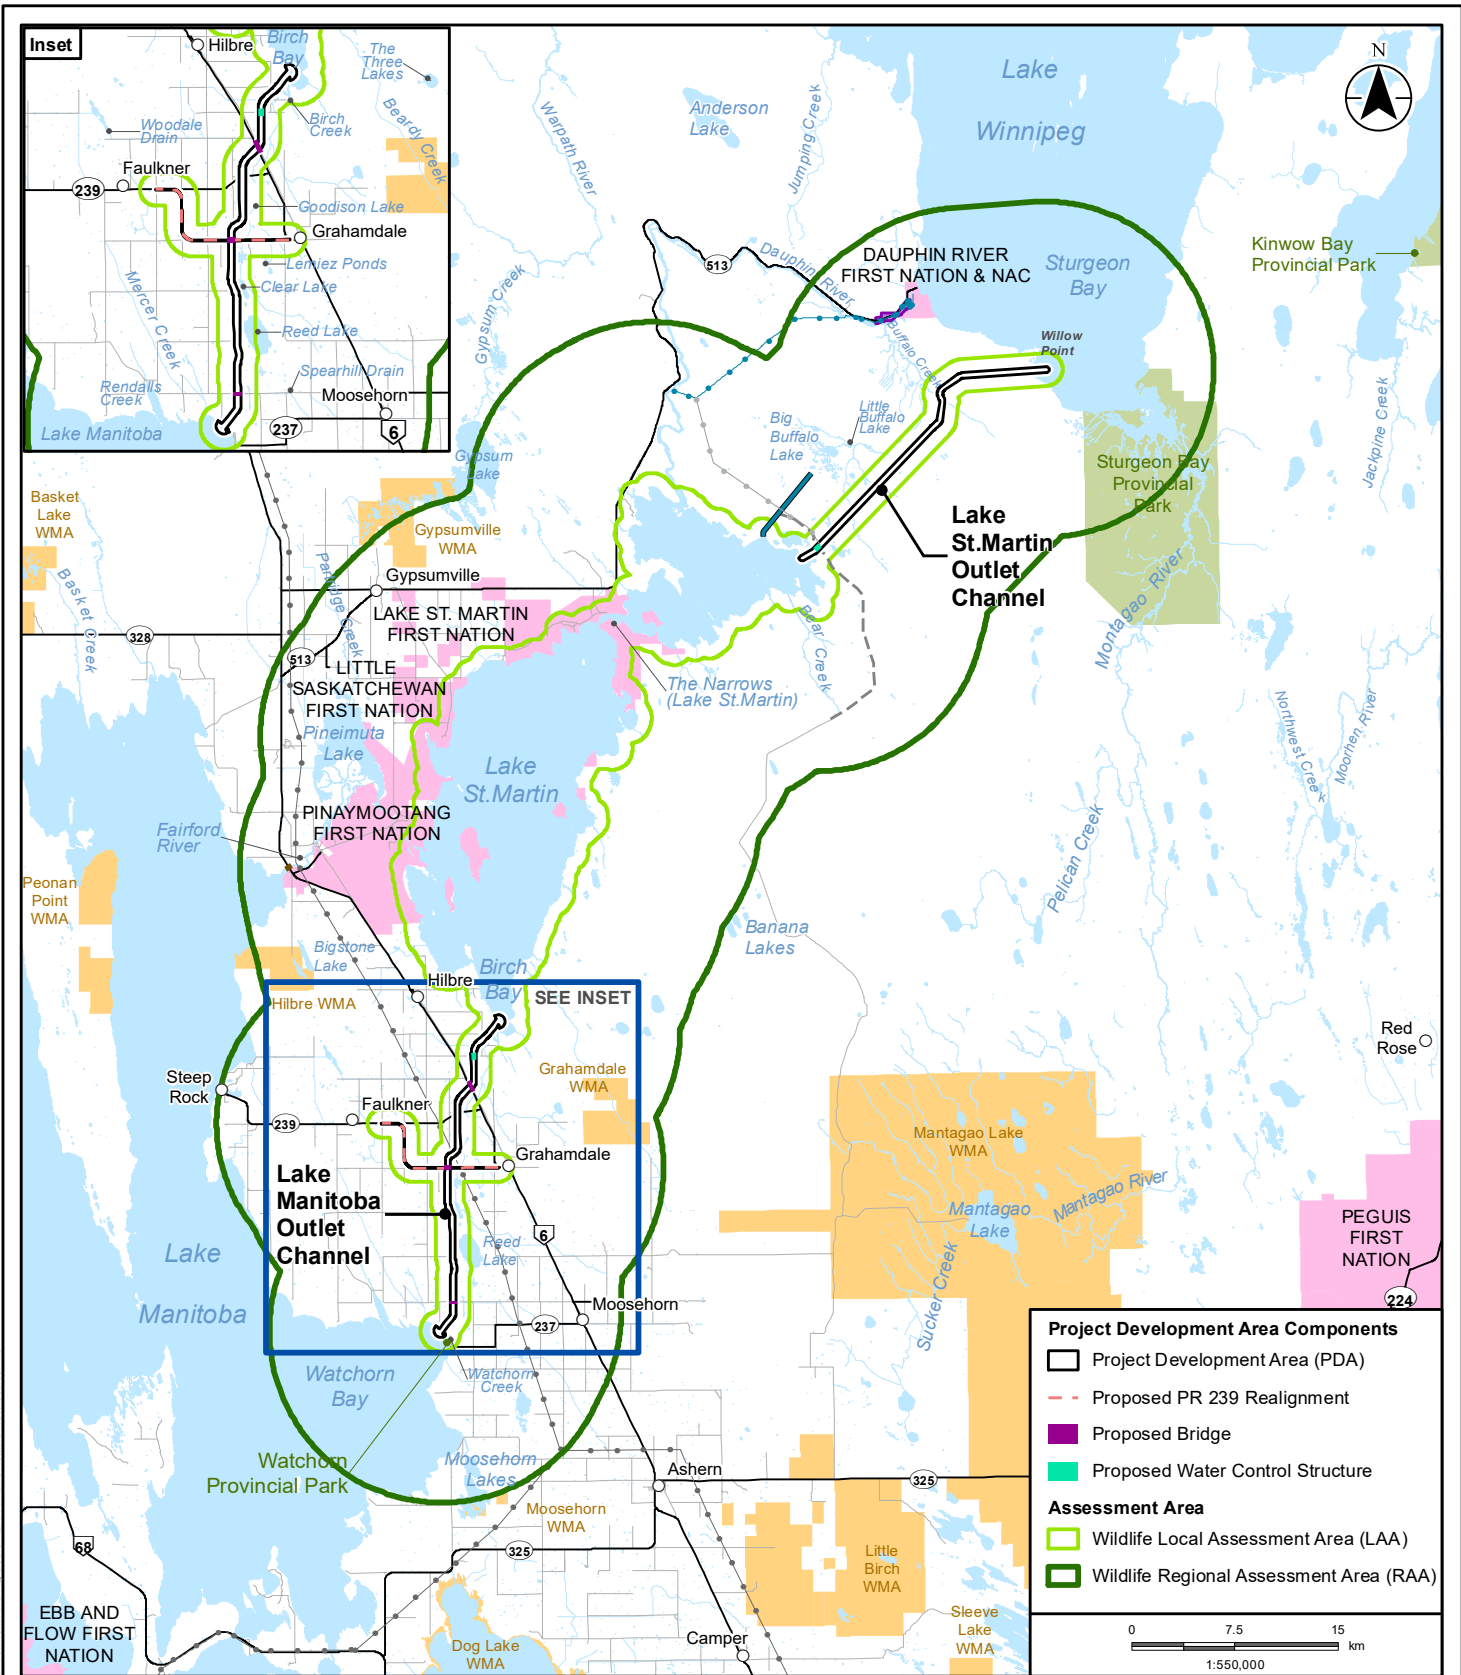 Inset
Hilbre
Birch
Bay
The
Three
Lakes
Birch
Creek
Beardy Creek
Woodale
Drain
Faulkner
239
Goodison Lake
Grahamdale
Lemiez Ponds
Clear Lake
Mercer Creek
Reed Lake
Spearhill Drain
Rendalls
Creek
Moosehorn
Lake Manitoba
237
6
N
Lake
Winnipeg
Anderson
Lake
Warpath River
Jumping Creek
Kinwow Bay
Provincial Park
513
Dauphin River
DAUPHIN RIVER
FIRST NATION & NAC
Sturgeon
Bay
Gypsum Creek
Buffalo Creek
Willow
Point
Little
Buffalo
Lake
Big
Buffalo
Lake
Jackpine Creek
Gypsum
Lake
Sturgeon Bay
Provincial
Park
Basket
Lake
WMA
Gypsumville
WMA
Lake
St.Martin
Outlet
Channel
Basket Creek
Partridge Creek
Gypsumville
LAKE ST. MARTIN
FIRST NATION
328
513
LITTLE
SASKATCHEWAN
FIRST NATION
Bear Creek
Montagao River
The Narrows
(Lake St.Martin)
Pineimuta
Lake
Northwest Creek
Moorhen River
Lake
St.Martin
PINAYMOOTANG
FIRST NATION
Fairford
River
Pelican Creek
Peonan
Point
WMA
Banana
Lakes
Bigstone
Lake
Birch
Bay
Hilbre
SEE INSET
Hilbre WMA
Red
Rose
Steep
Rock
Grahamdale
WMA
Faulkner
239
Mantagao Lake
WMA
Grahamdale
Lake
Manitoba
Outlet
Channel
Mantagao
Lake
Mantagao River
PEGUIS
FIRST
NATION
6
Reed
Lake
Lake
Manitoba
Sucker Creek
224
Moosehorn
237
Watchorn
Bay
Watchorn
Creek
Watchorn
Provincial Park
Moosehorn
Lakes
Ashern
325
Moosehorn
WMA
68
325
Little
Birch
WMA
EBB AND
FLOW FIRST
NATION
Dog Lake
WMA
Camper
Sleeve
Lake
WMA
Project Development Area Components
Project Development Area (PDA)
Proposed PR 239 Realignment
Proposed Bridge
Proposed Water Control Structure
Assessment Area
Wildlife Local Assessment Area (LAA)
Wildlife Regional Assessment Area (RAA)
0 7.5 15
km
1:550,000